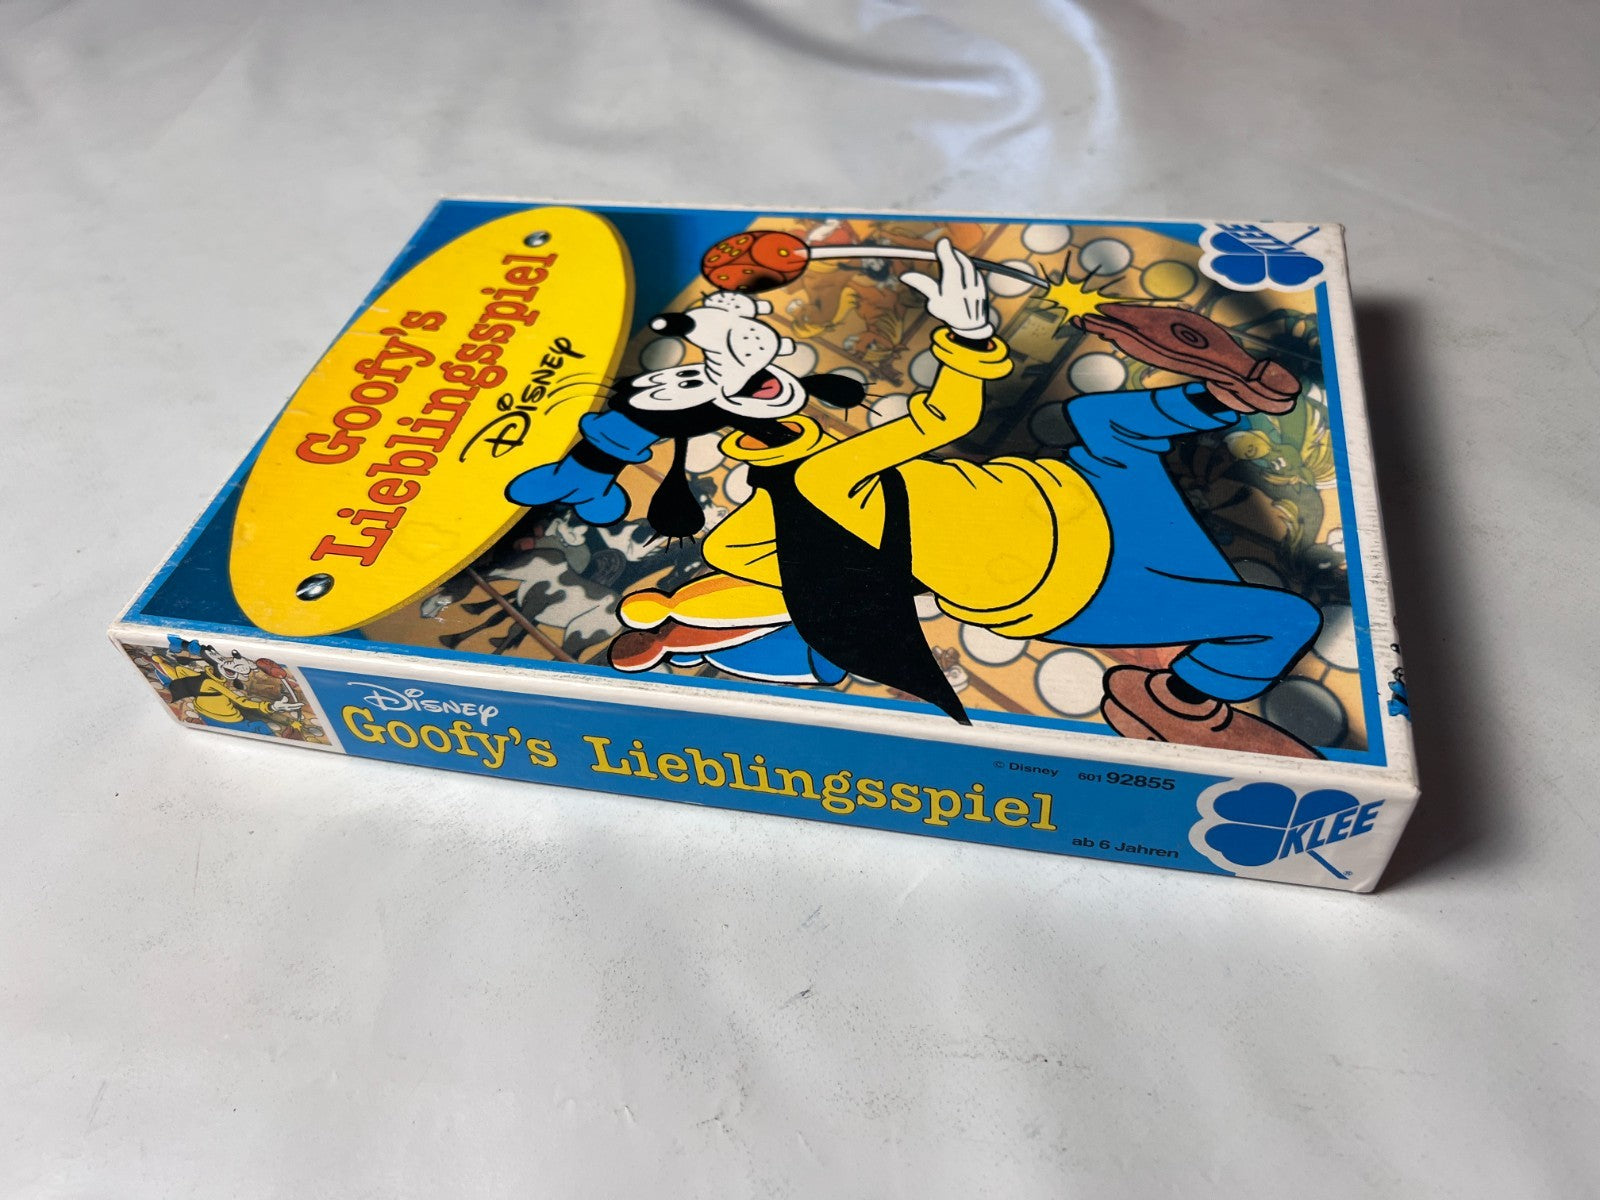 Goofy's
Lieblingsspiel
Disney
KLEE
Disney
Goofy's Lieblingsspiel
© Disney 601 92855
ab 6 Jahren
KLEE
®